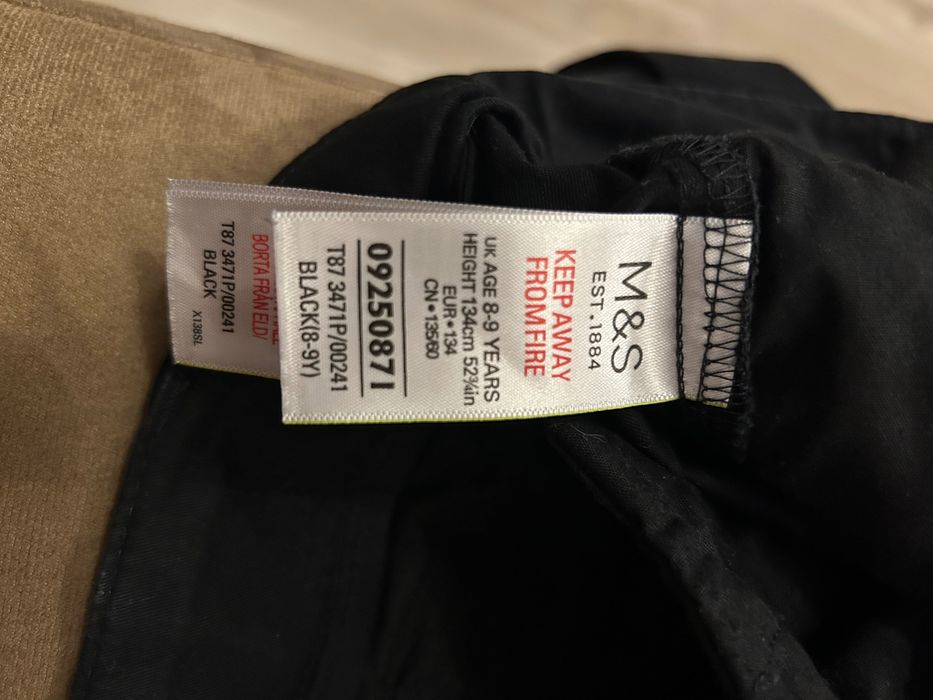 M&S
EST. 1884
KEEP AWAY
FROM FIRE
UK AGE 8-9 YEARS
HEIGHT 134cm 52¾in
EUR•134
CN•135/60
09250871
T87 3471P/00241
BLACK(8-9Y)
BORTA FRÅN ELD/
T87 3471P/00241
BLACK
X138SL